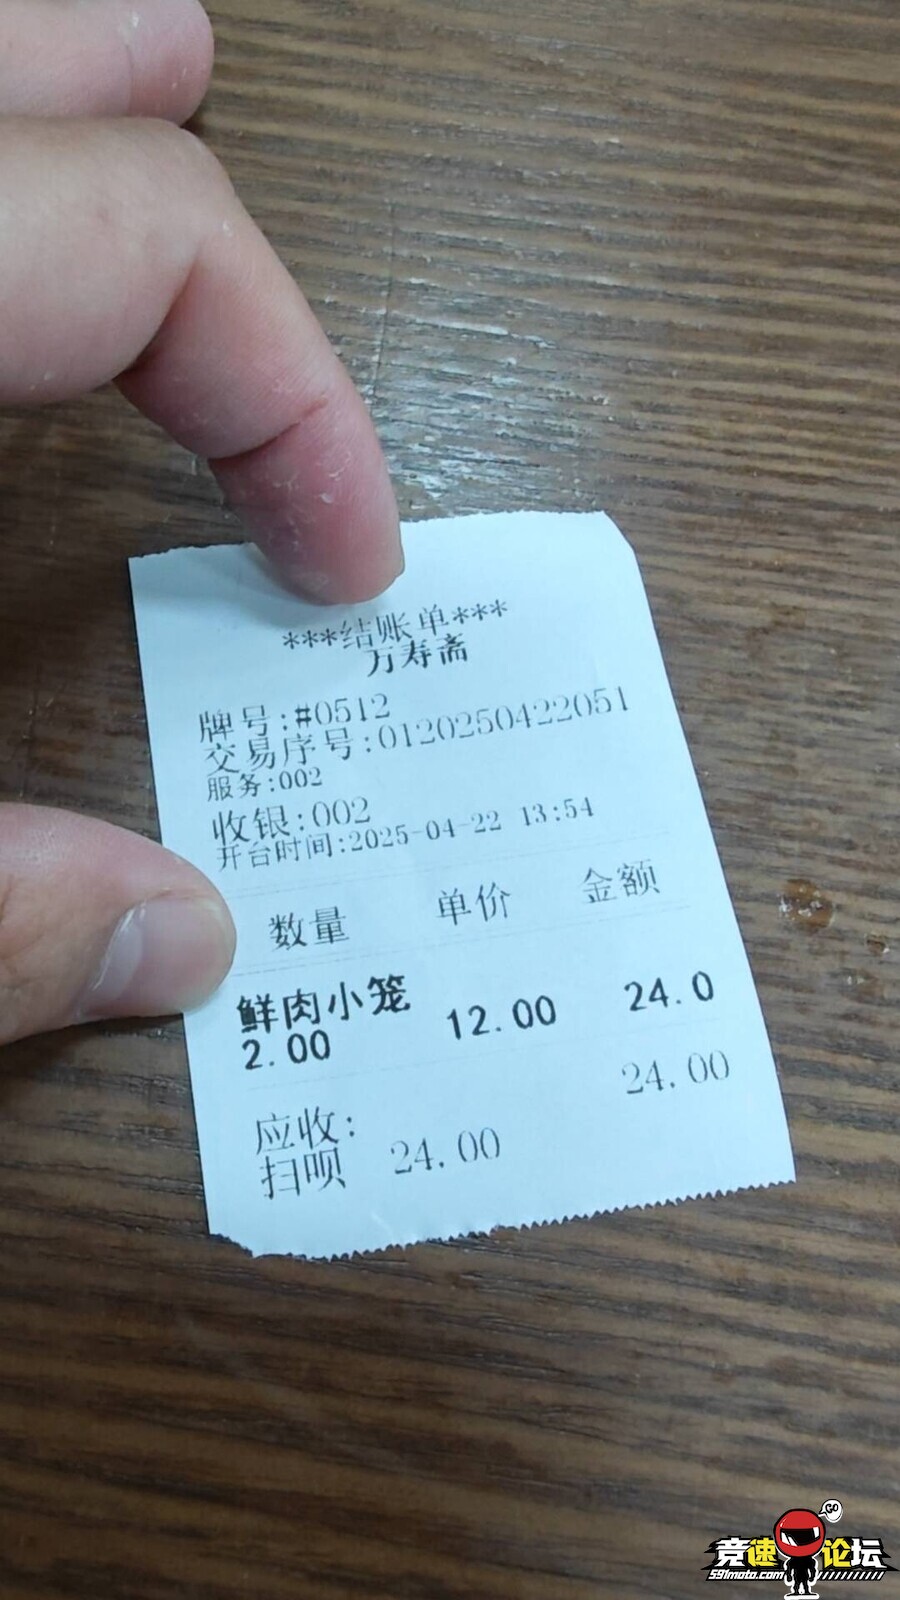 ***结账单***
万寿斋
牌号:#0512
交易序号:0120250422051
服务:002
收银:002
开台时间:2025-04-22 13:54
数量 单价 金额
鲜肉小笼
2.00 12.00 24.0
24.00
应收:
扫呗 24.00
GO
竞速论坛
591moto.com